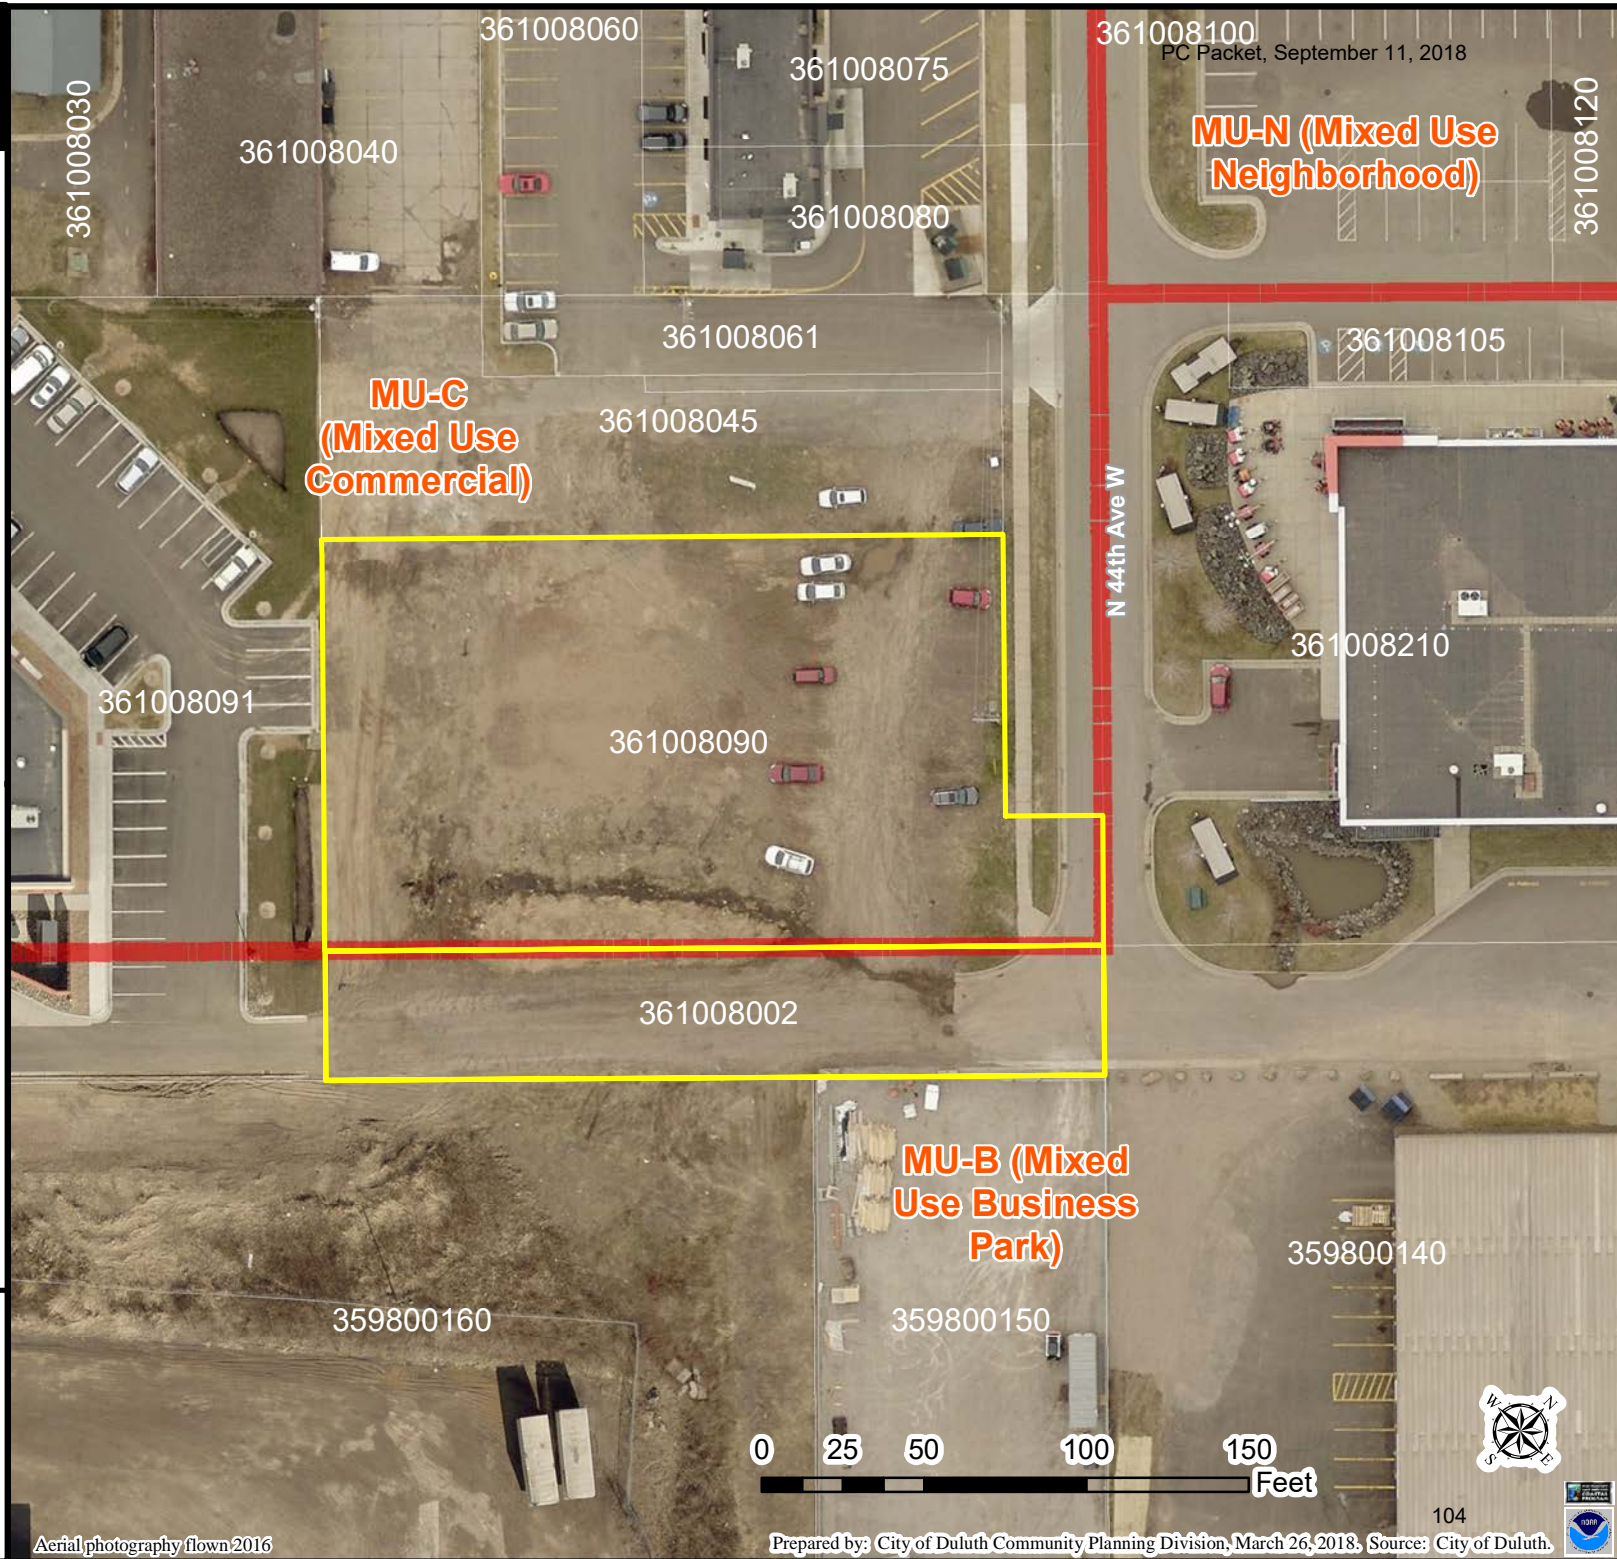 361008060
361008100
PC Packet, September 11, 2018
361008075
361008030
361008040
MU-N (Mixed Use
Neighborhood)
361008120
361008080
361008061
361008105
MU-C
(Mixed Use
Commercial)
361008045
N 44th Ave W
361008210
361008091
361008090
361008002
MU-B (Mixed
Use Business
Park)
359800140
359800160
359800150
W N
S E
0 25 50 100 150
Feet
104
NOAA
Aerial photography flown 2016
Prepared by: City of Duluth Community Planning Division, March 26, 2018. Source: City of Duluth.